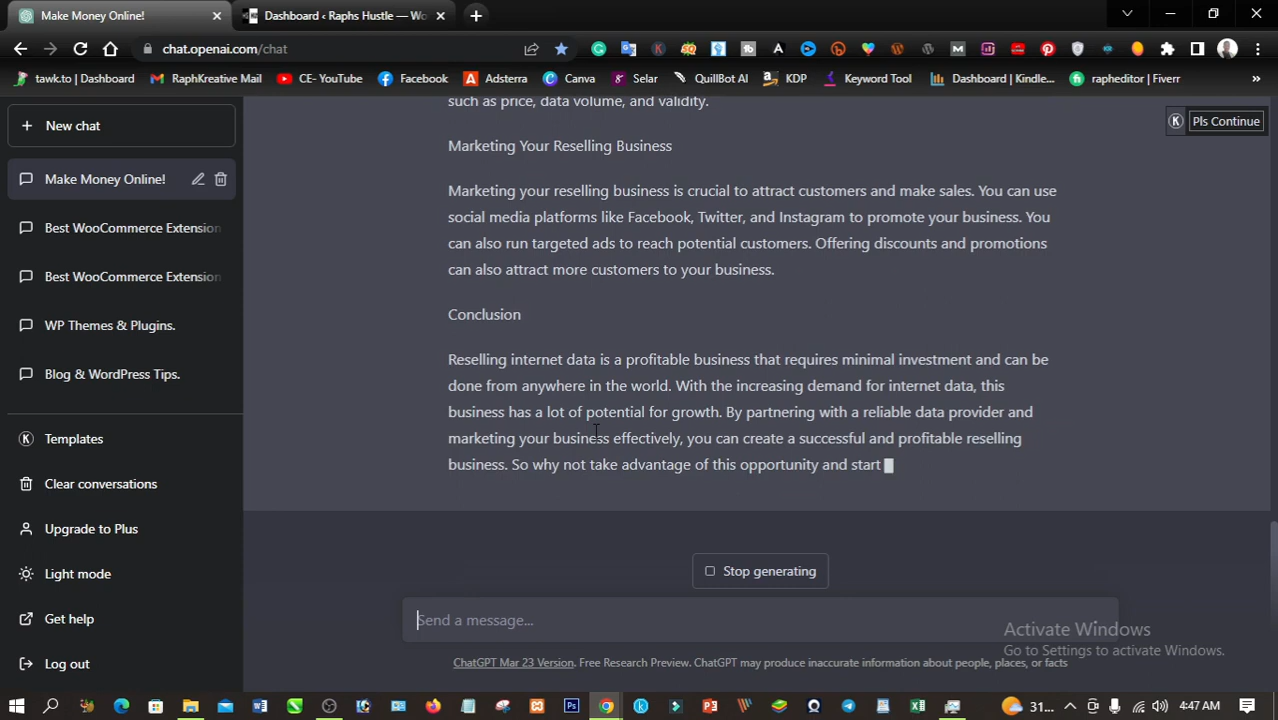 Make Money Online!
Dashboard ‹ Raphs Hustle — Wo
chat.openai.com/chat
tawk.to | Dashboard
RaphKreative Mail
CE- YouTube
Facebook
Adsterra
Canva
Selar
QuillBot AI
KDP
Keyword Tool
Dashboard | Kindle...
rapheditor | Fiverr
»
New chat
Make Money Online!
Best WooCommerce Extension
Best WooCommerce Extension
WP Themes & Plugins.
Blog & WordPress Tips.
Templates
Clear conversations
Upgrade to Plus
Light mode
Get help
Log out
Pls Continue
such as price, data volume, and validity.
Marketing Your Reselling Business
Marketing your reselling business is crucial to attract customers and make sales. You can use
social media platforms like Facebook, Twitter, and Instagram to promote your business. You
can also run targeted ads to reach potential customers. Offering discounts and promotions
can also attract more customers to your business.
Conclusion
Reselling internet data is a profitable business that requires minimal investment and can be
done from anywhere in the world. With the increasing demand for internet data, this
business has a lot of potential for growth. By partnering with a reliable data provider and
marketing your business effectively, you can create a successful and profitable reselling
business. So why not take advantage of this opportunity and start
Stop generating
Send a message...
Activate Windows
Go to Settings to activate Windows.
ChatGPT Mar 23 Version. Free Research Preview. ChatGPT may produce inaccurate information about people, places, or facts
31...
4:47 AM